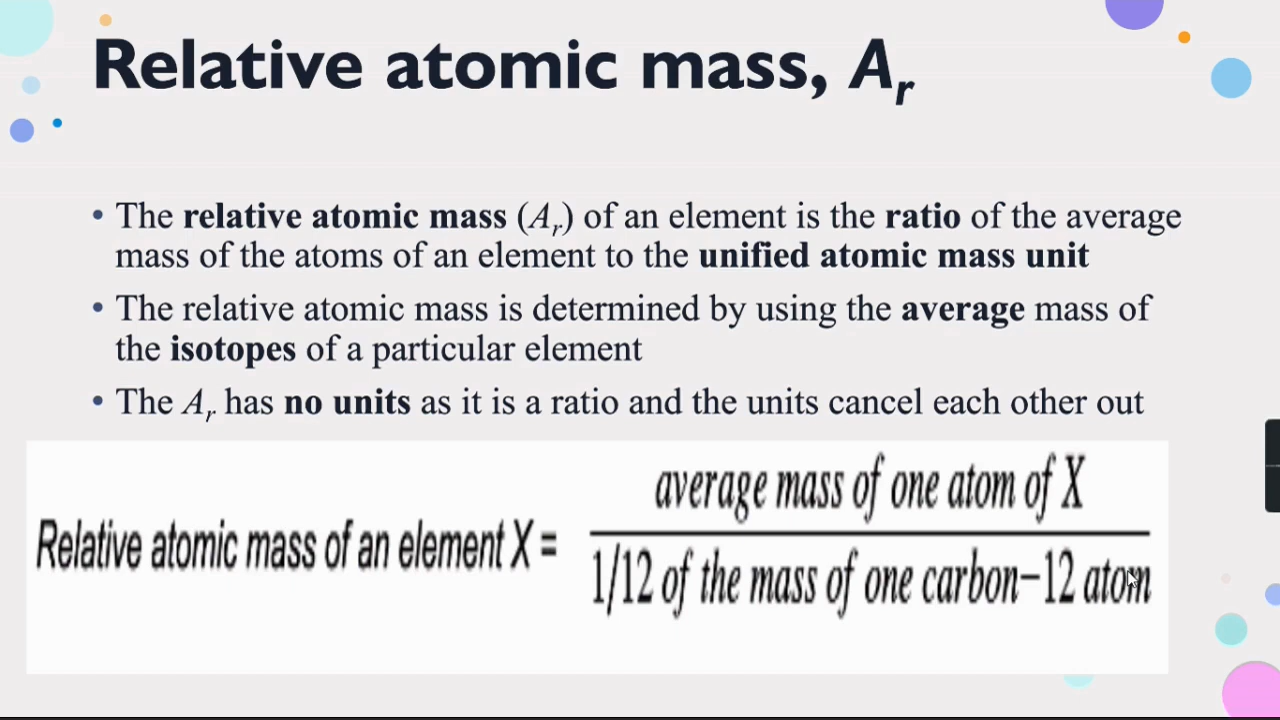 Relative atomic mass, Ar
• The relative atomic mass (Ar) of an element is the ratio of the average
mass of the atoms of an element to the unified atomic mass unit
• The relative atomic mass is determined by using the average mass of
the isotopes of a particular element
• The Ar has no units as it is a ratio and the units cancel each other out
average mass of one atom of X
Relative atomic mass of an element X =
1/12 of the mass of one carbon−12 atom